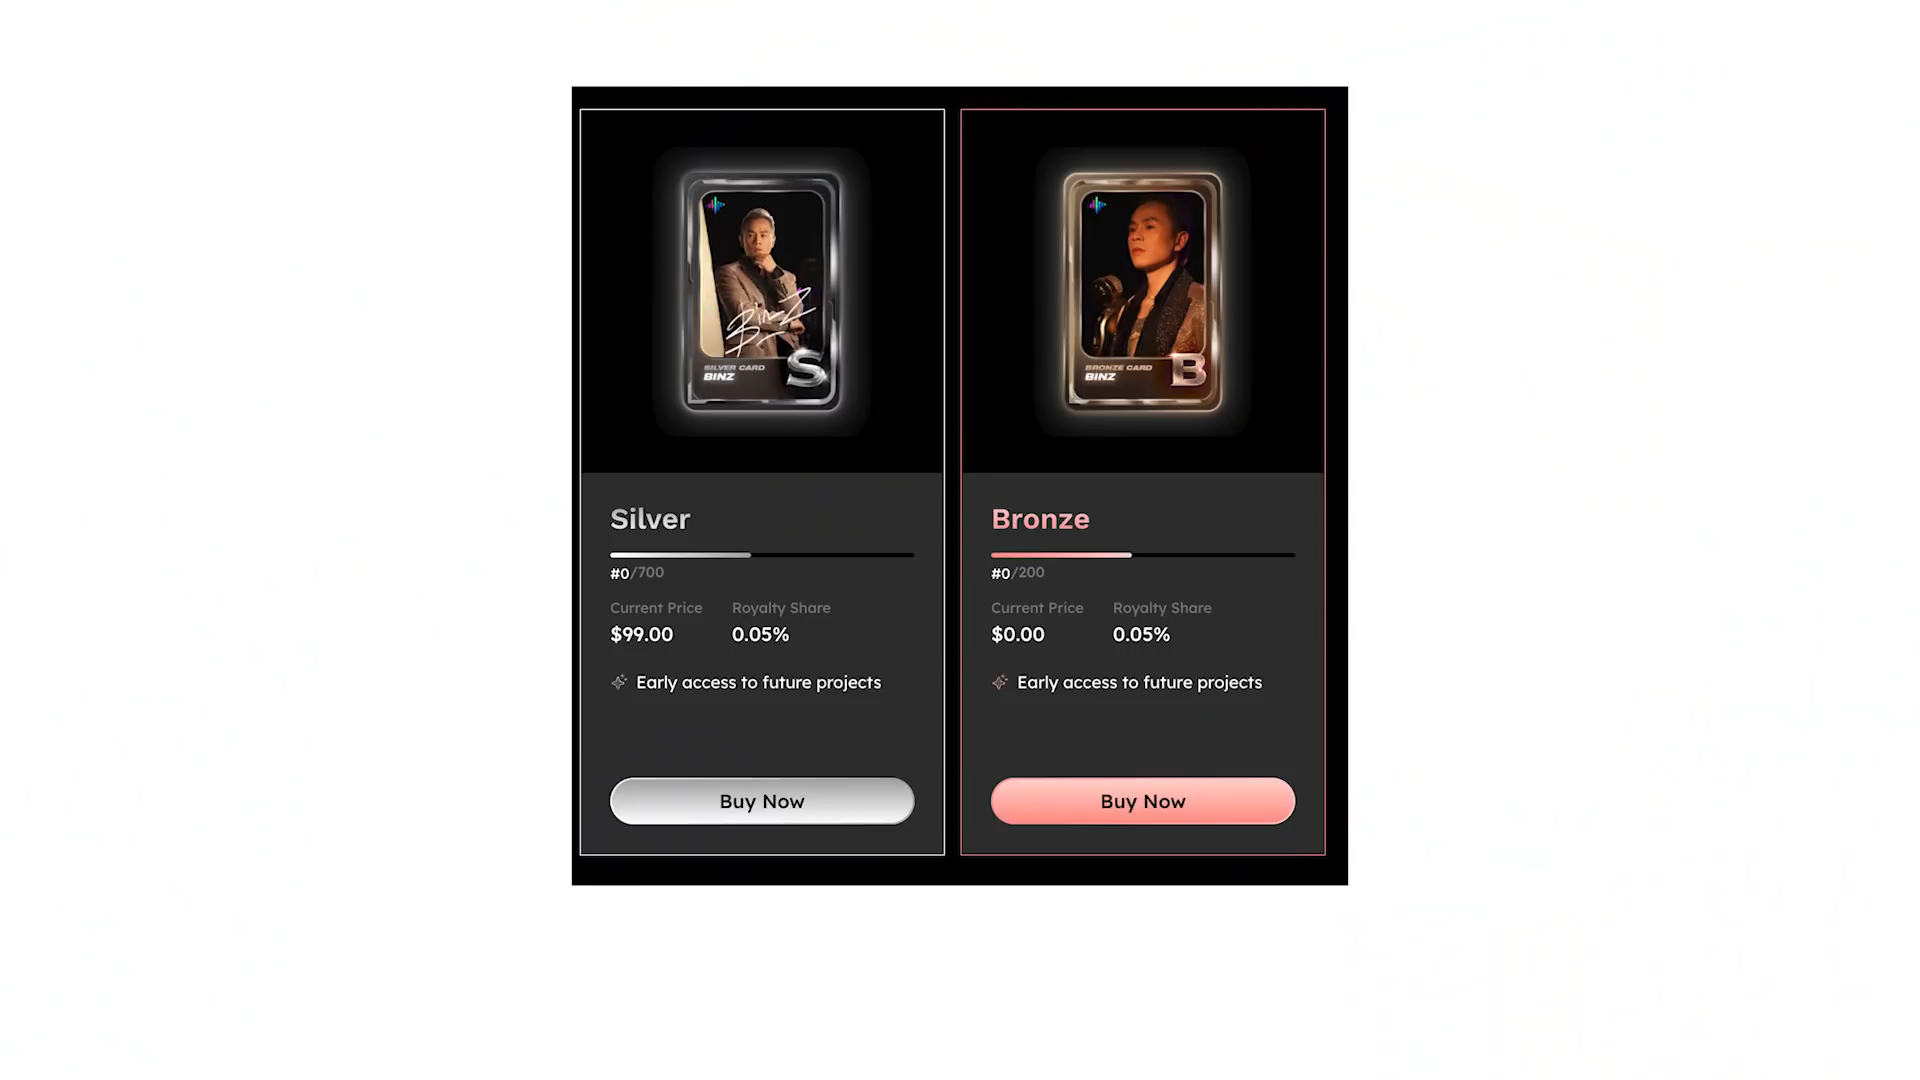 Binz
SILVER CARD
BINZ
S
Silver
#0/700
Current Price
Royalty Share
$99.00
0.05%
Early access to future projects
Buy Now
BRONZE CARD
BINZ
B
Bronze
#0/200
Current Price
Royalty Share
$0.00
0.05%
Early access to future projects
Buy Now